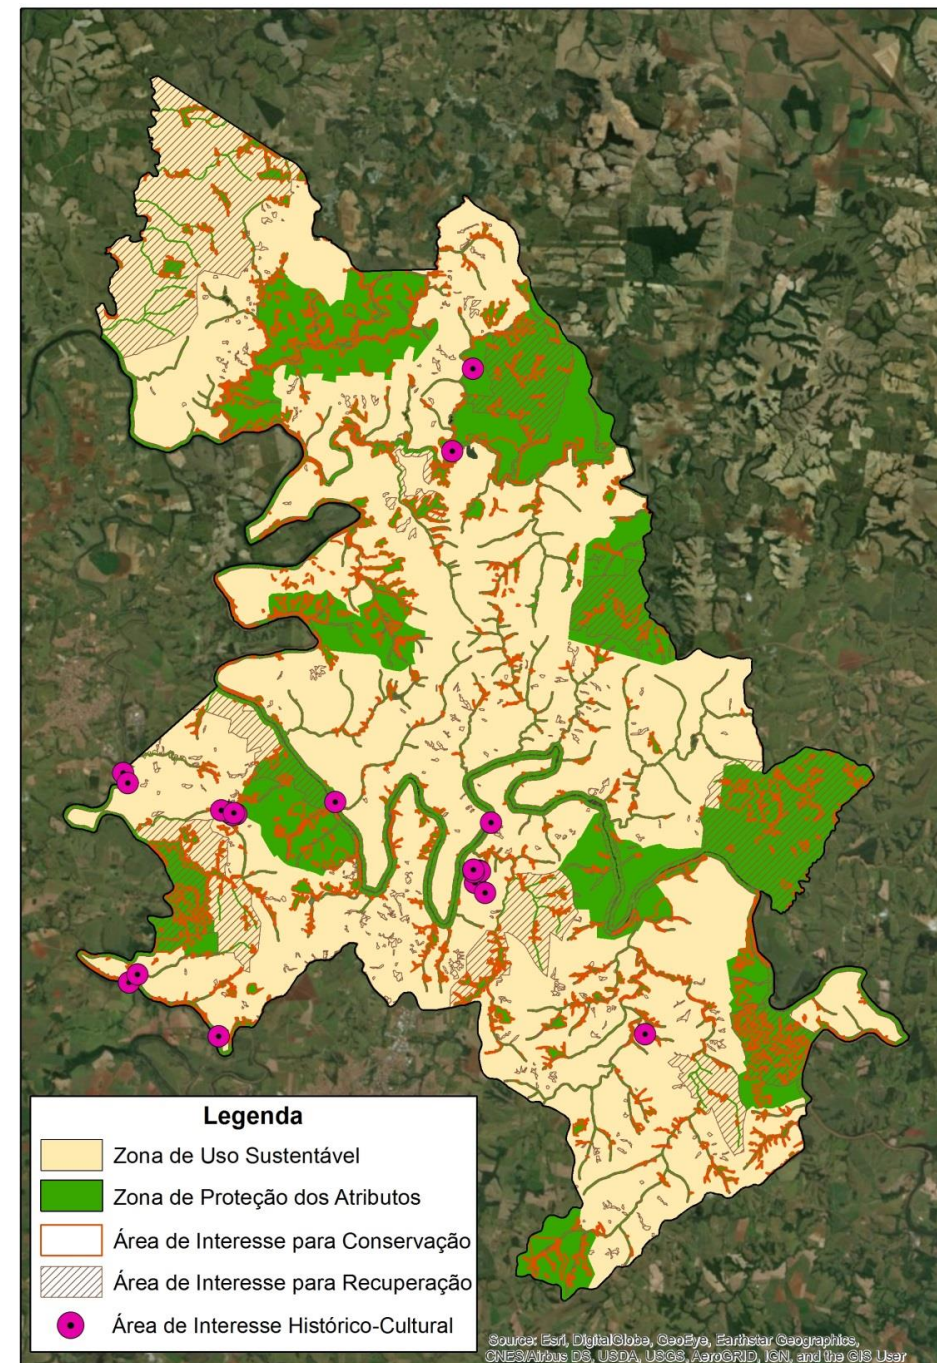 Legenda
Zona de Uso Sustentável
Zona de Proteção dos Atributos
Área de Interesse para Conservação
Área de Interesse para Recuperação
Área de Interesse Histórico-Cultural
Source: Esri, DigitalGlobe, GeoEye, Earthstar Geographics,
CNES/Airbus DS, USDA, USGS, AeroGRID, IGN, and the GIS User